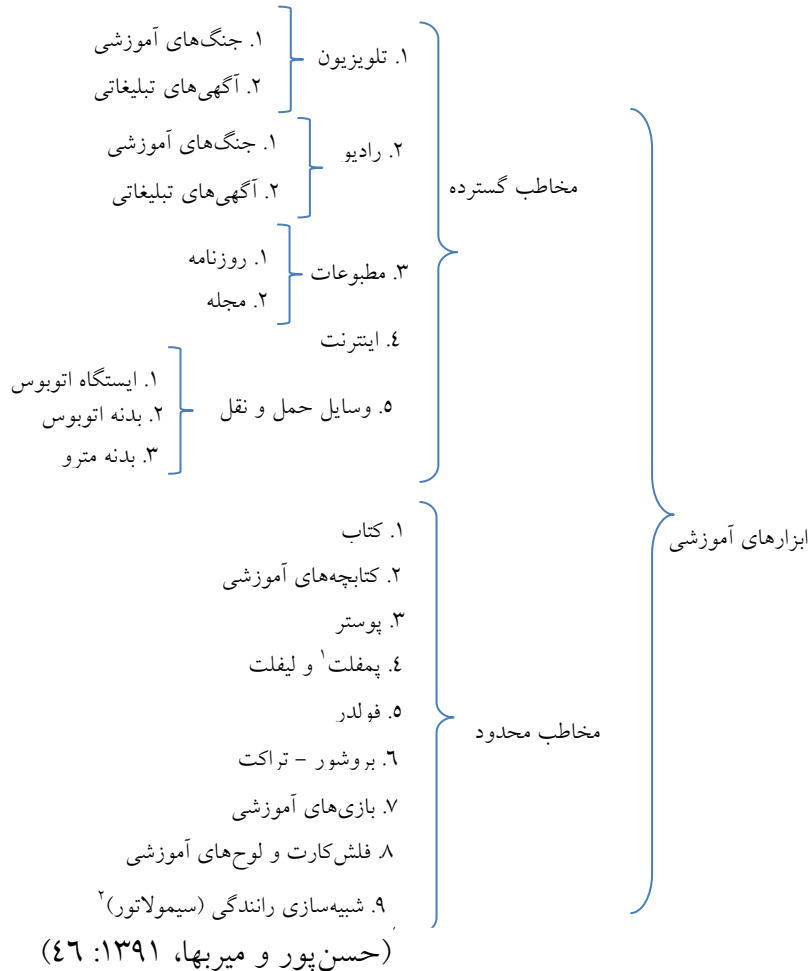 ابزارهای آموزشی
مخاطب گسترده
۱. تلویزیون
۱. جنگ‌های آموزشی
۲. آگهی‌های تبلیغاتی
۲. رادیو
۱. جنگ‌های آموزشی
۲. آگهی‌های تبلیغاتی
۳. مطبوعات
۱. روزنامه
۲. مجله
٤. اینترنت
٥. وسایل حمل و نقل
۱. ایستگاه اتوبوس
۲. بدنه اتوبوس
۳. بدنه مترو
مخاطب محدود
۱. کتاب
۲. کتابچه‌های آموزشی
۳. پوستر
٤. پمفلت۱ و لیفلت
٥. فولدر
٦. بروشور - تراکت
۷. بازی‌های آموزشی
۸. فلش‌کارت و لوح‌های آموزشی
۹. شبیه‌سازی رانندگی (سیمولاتور)۲
(حسن‌پور و میربها، ۱۳۹۱: ٤٦)